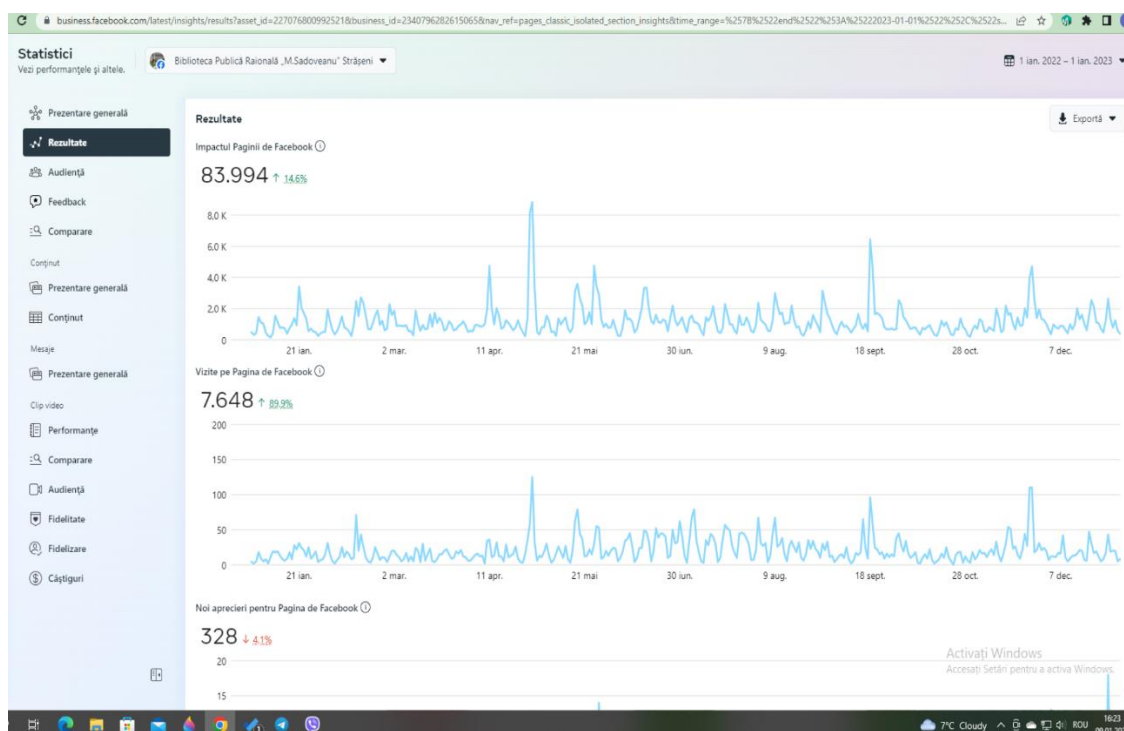 business.facebook.com/latest/insights/results?asset_id=227076800992521&business_id=2340796282615065&nav_ref=pages_classic_isolated_section_insights&time_range=%257B%2522end%2522%253A%25222023-01-01%2522%252C%2522s...
Statistici
Vezi performanțele și altele.
Biblioteca Publică Raională „M.Sadoveanu" Strășeni
1 ian. 2022 – 1 ian. 2023
Prezentare generală
Rezultate
Audiență
Feedback
Comparare
Conținut
Prezentare generală
Conținut
Mesaje
Prezentare generală
Clip video
Performanțe
Comparare
Audiență
Fidelitate
Fidelizare
Câștiguri
Rezultate
Exportă
Impactul Paginii de Facebook
83.994 ↑ 14,6%
8,0 K
6,0 K
4,0 K
2,0 K
0
21 ian. 2 mar. 11 apr. 21 mai 30 iun. 9 aug. 18 sept. 28 oct. 7 dec.
Vizite pe Pagina de Facebook
7.648 ↑ 89,9%
200
150
100
50
0
21 ian. 2 mar. 11 apr. 21 mai 30 iun. 9 aug. 18 sept. 28 oct. 7 dec.
Noi aprecieri pentru Pagina de Facebook
328 ↓ 4,1%
20
15
Activați Windows
Accesați Setări pentru a activa Windows.
7°C Cloudy ROU 16:23